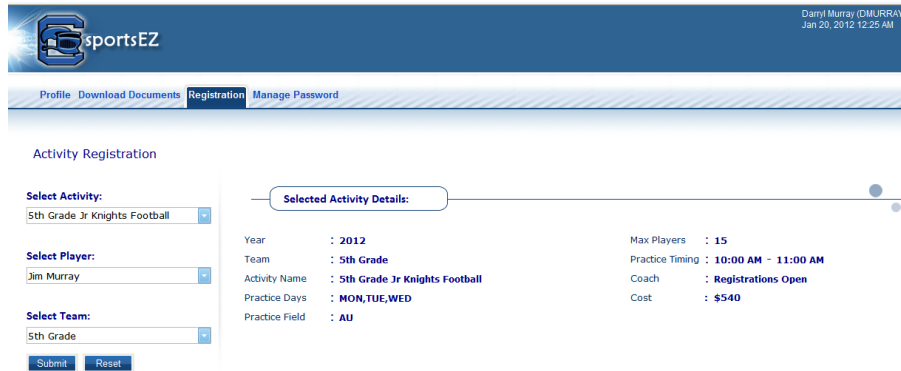 Darryl Murray (DMURRAY
Jan 20, 2012 12:25 AM
sportsEZ
Profile Download Documents Registration Manage Password
Activity Registration
Select Activity:
5th Grade Jr Knights Football
Select Player:
Jim Murray
Select Team:
5th Grade
Submit Reset
Selected Activity Details:
Year : 2012
Team : 5th Grade
Activity Name : 5th Grade Jr Knights Football
Practice Days : MON,TUE,WED
Practice Field : AU
Max Players : 15
Practice Timing : 10:00 AM - 11:00 AM
Coach : Registrations Open
Cost : $540